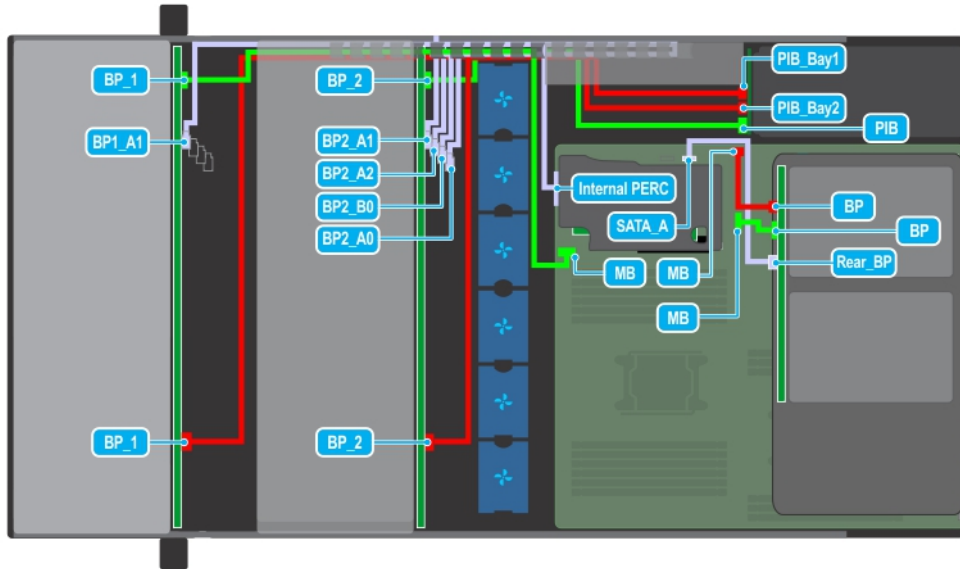 BP_1
BP1_A1
BP_1
BP_2
BP2_A1
BP2_A2
BP2_B0
BP2_A0
BP_2
Internal PERC
SATA_A
MB
MB
MB
PIB_Bay1
PIB_Bay2
PIB
BP
BP
Rear_BP